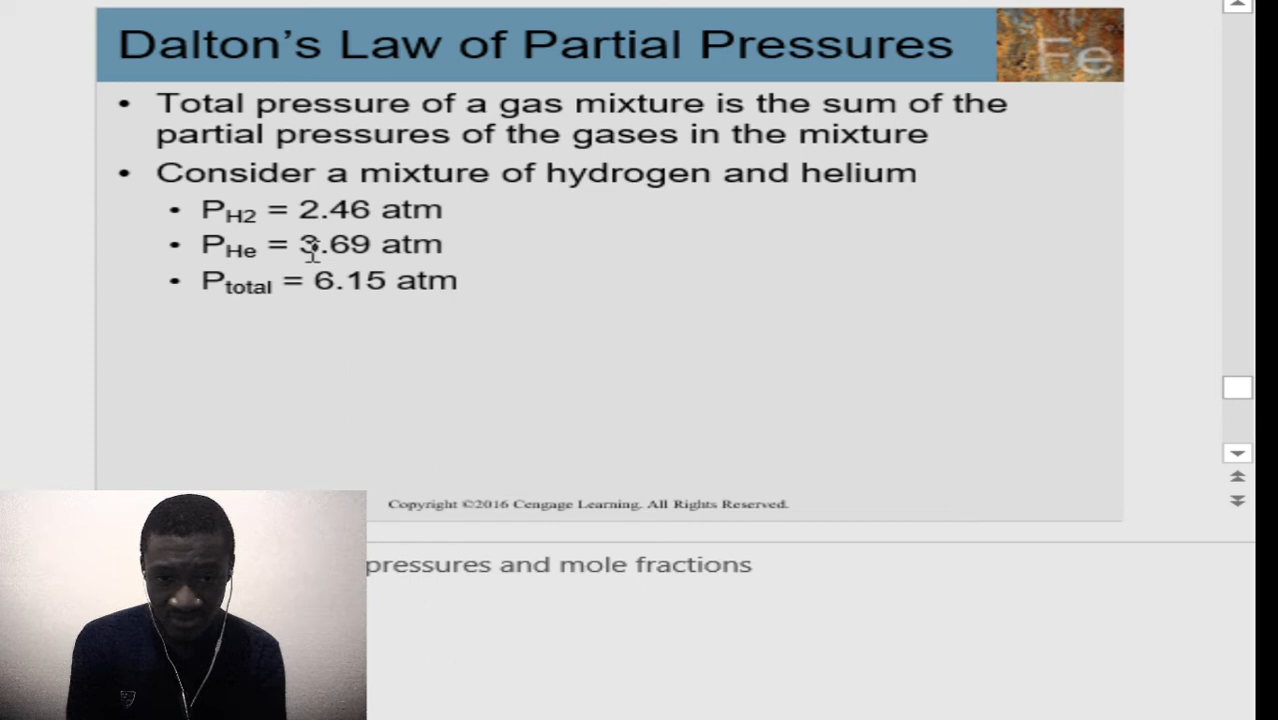 Dalton's Law of Partial Pressures
Fe
• Total pressure of a gas mixture is the sum of the
partial pressures of the gases in the mixture
• Consider a mixture of hydrogen and helium
• PH2 = 2.46 atm
• PHe = 3.69 atm
• Ptotal = 6.15 atm
Copyright ©2016 Cengage Learning. All Rights Reserved.
pressures and mole fractions